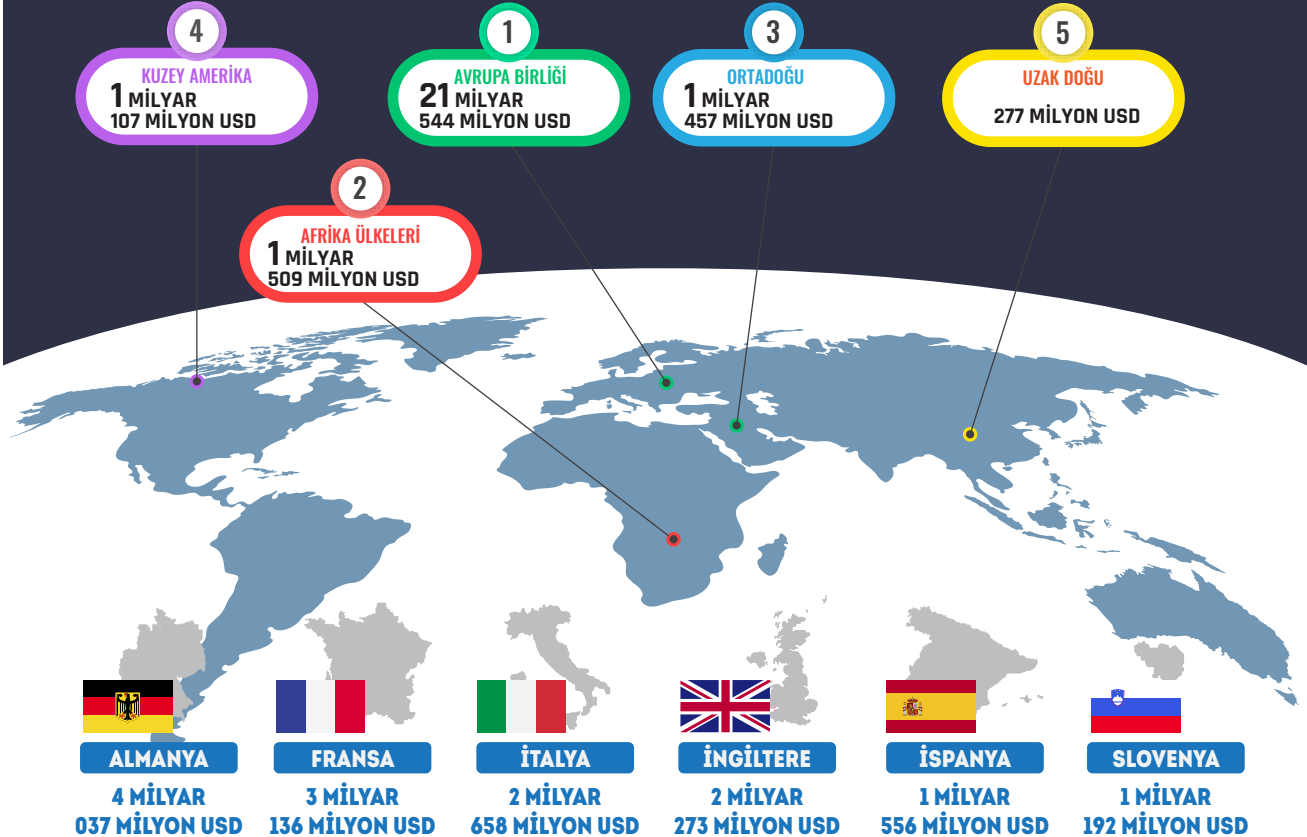 4
KUZEY AMERİKA
1 MİLYAR
107 MİLYON USD
1
AVRUPA BİRLİĞİ
21 MİLYAR
544 MİLYON USD
3
ORTADOĞU
1 MİLYAR
457 MİLYON USD
5
UZAK DOĞU
277 MİLYON USD
2
AFRİKA ÜLKELERİ
1 MİLYAR
509 MİLYON USD
ALMANYA
4 MİLYAR
037 MİLYON USD
FRANSA
3 MİLYAR
136 MİLYON USD
İTALYA
2 MİLYAR
658 MİLYON USD
İNGİLTERE
2 MİLYAR
273 MİLYON USD
İSPANYA
1 MİLYAR
556 MİLYON USD
SLOVENYA
1 MİLYAR
192 MİLYON USD